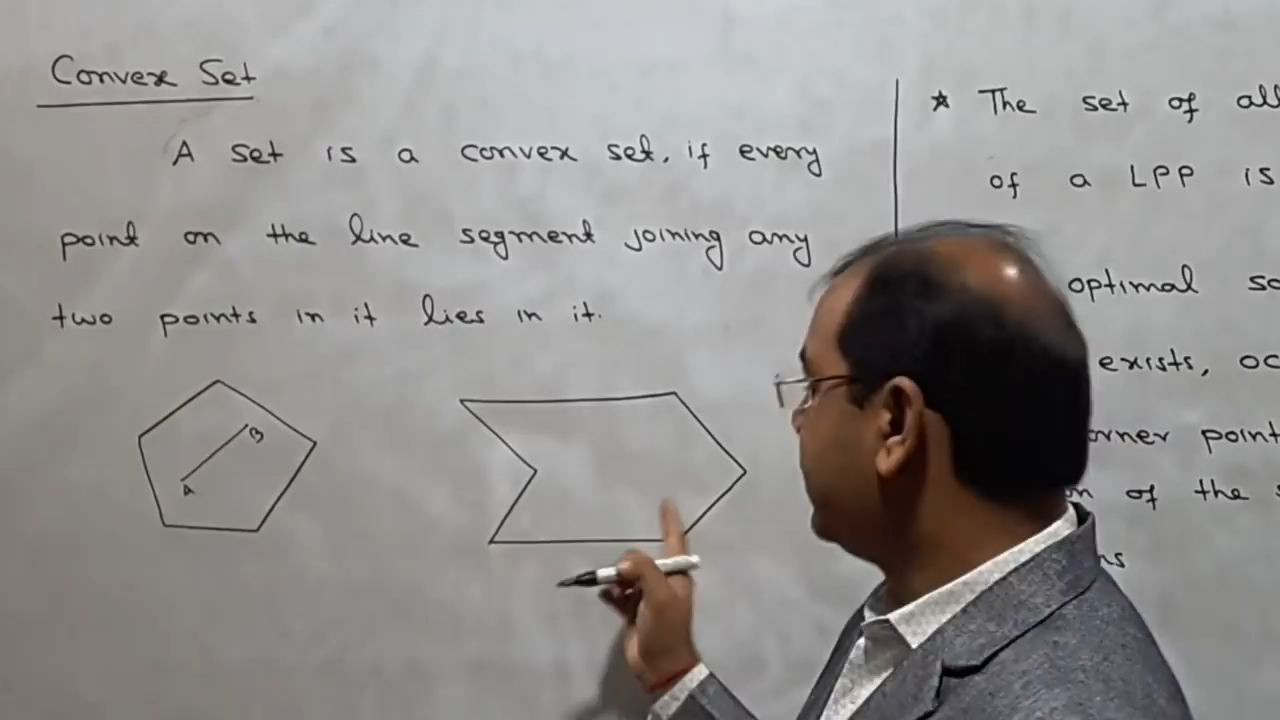 Convex Set
A set is a convex set, if every
point on the line segment joining any
two points in it lies in it.
A
B
* The set of all
of a LPP is
optimal
exists,
point
of the